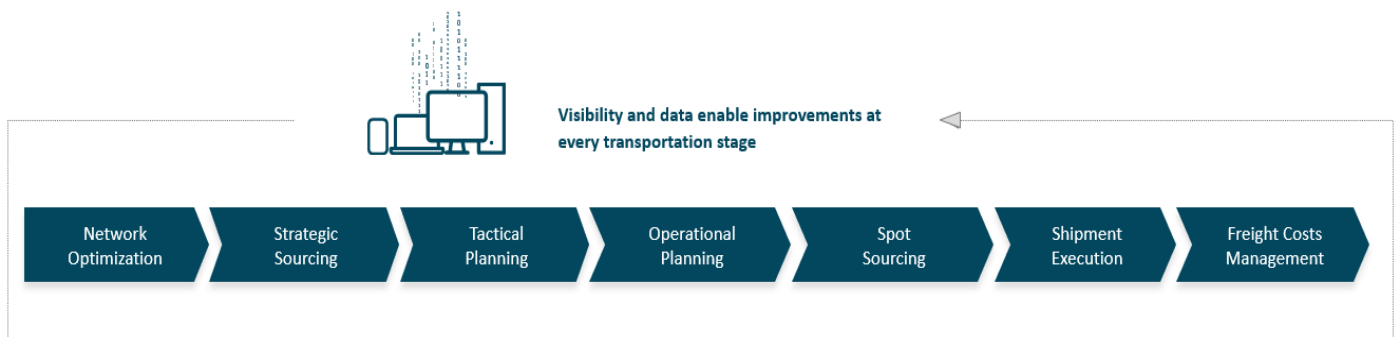 Visibility and data enable improvements at
every transportation stage
Network
Optimization
Strategic
Sourcing
Tactical
Planning
Operational
Planning
Spot
Sourcing
Shipment
Execution
Freight Costs
Management